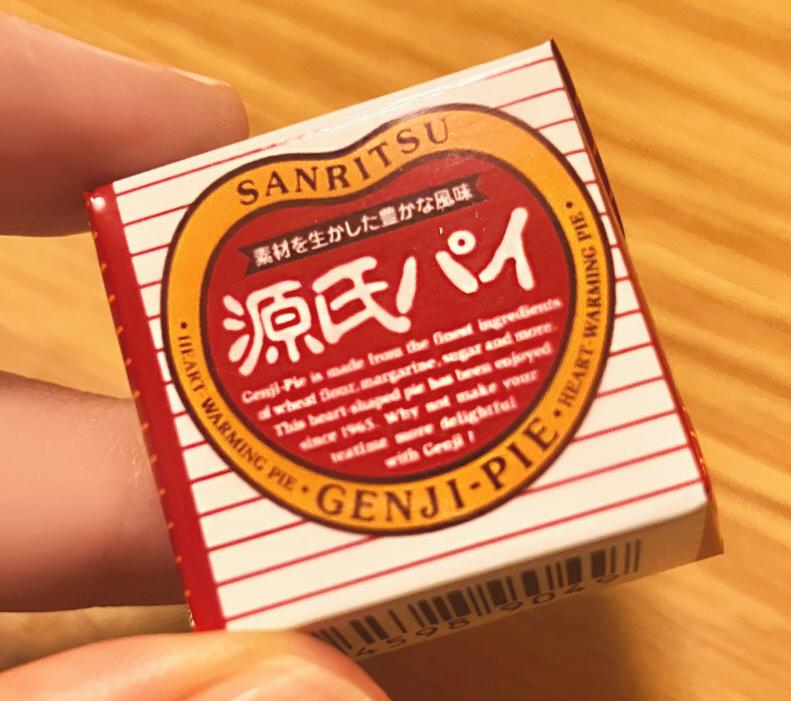 SANRITSU
素材を生かした豊かな風味
源氏パイ
Genji-Pie is made from the finest ingredients
of wheat flour, margarine, sugar and more.
This heart-shaped pie has been enjoyed
since 1965. Why not make your
teatime more delightful
with Genji !
• HEART WARMING PIE •
GENJI-PIE
• HEART-WARMING PIE •
4598 9049